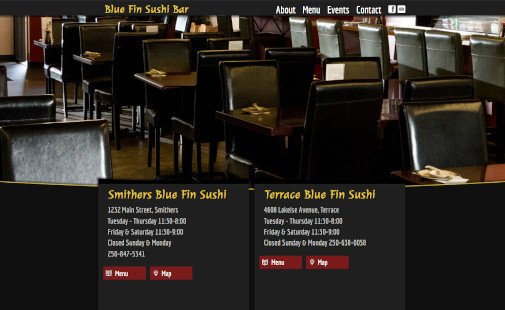 Blue Fin Sushi Bar
About Menu Events Contact
Smithers Blue Fin Sushi
1232 Main Street, Smithers
Tuesday - Thursday 11:30-8:00
Friday & Saturday 11:30-9:00
Closed Sunday & Monday
250-847-5341
Menu Map
Terrace Blue Fin Sushi
4608 Lakelse Avenue, Terrace
Tuesday - Thursday 11:30-8:00
Friday & Saturday 11:30-9:00
Closed Sunday & Monday 250-638-0058
Menu Map